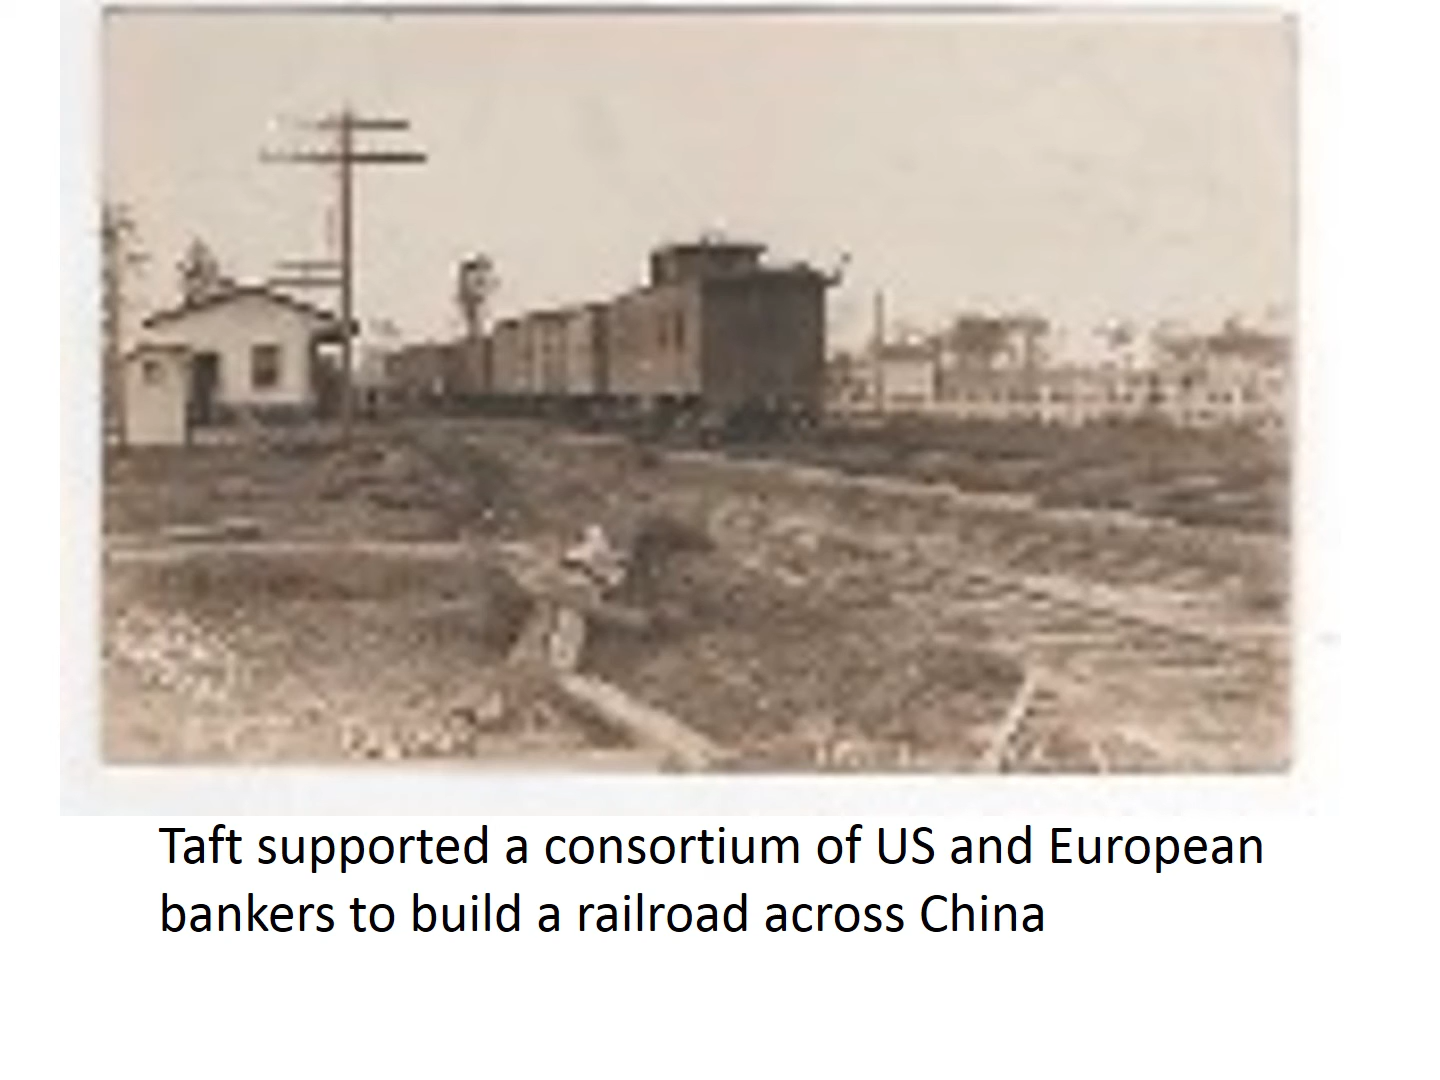 Taft supported a consortium of US and European
bankers to build a railroad across China